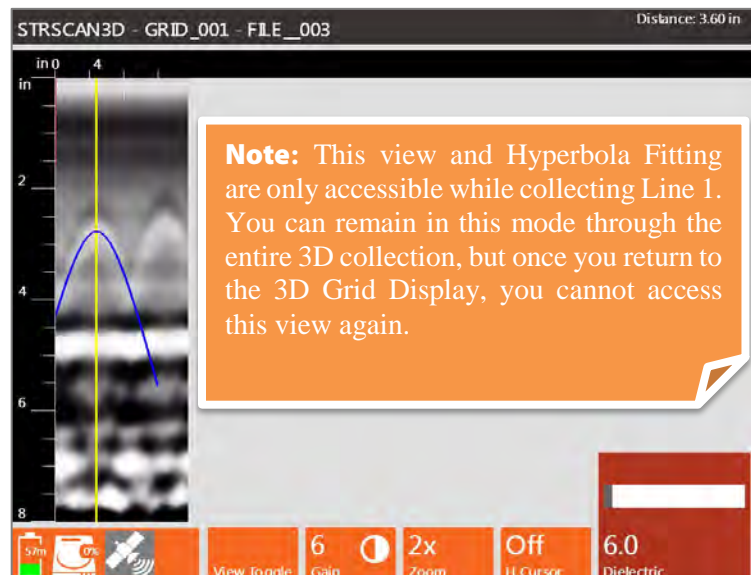 STRSCAN3D - GRID_001 - FILE__003
Distance: 3.60 in
in 0 4
in
2
4
6
8
Note: This view and Hyperbola Fitting
are only accessible while collecting Line 1.
You can remain in this mode through the
entire 3D collection, but once you return to
the 3D Grid Display, you cannot access
this view again.
57m
0%
View Toggle
6
Gain
2x
Zoom
Off
H.Cursor
6.0
Dielectric